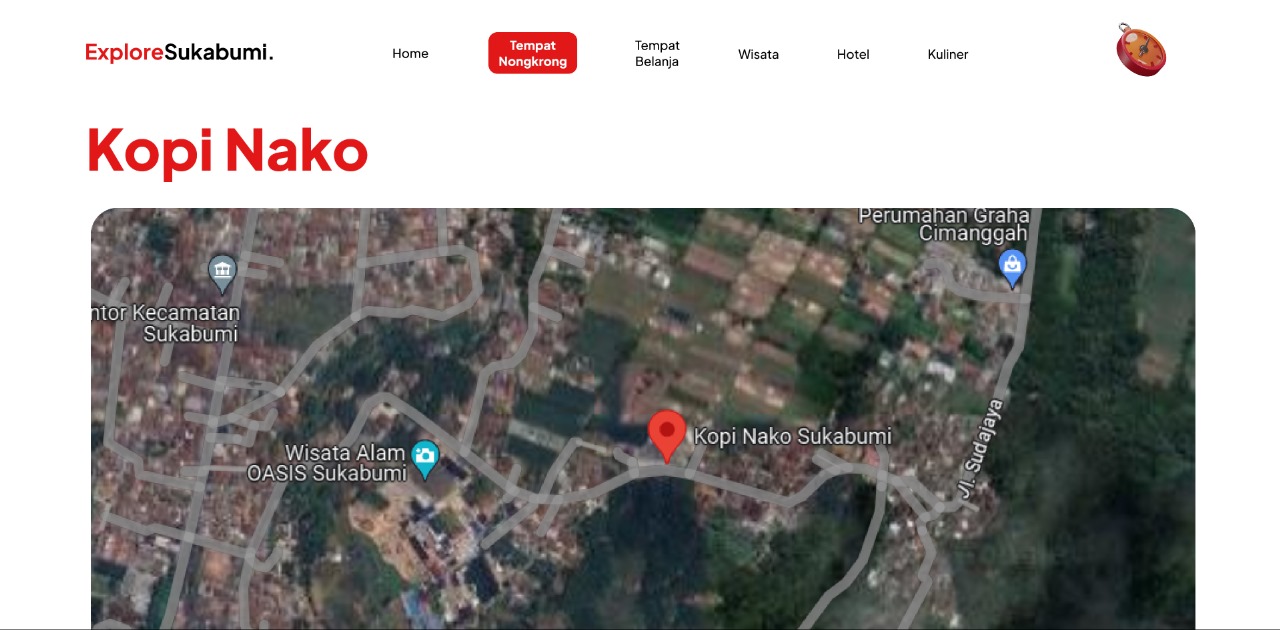 ExploreSukabumi.
Home
Tempat
Nongkrong
Tempat
Belanja
Wisata
Hotel
Kuliner
Kopi Nako
Perumahan Graha
Cimanggah
ntor Kecamatan
Sukabumi
Kopi Nako Sukabumi
Wisata Alam
OASIS Sukabumi
Jl. Sudajaya